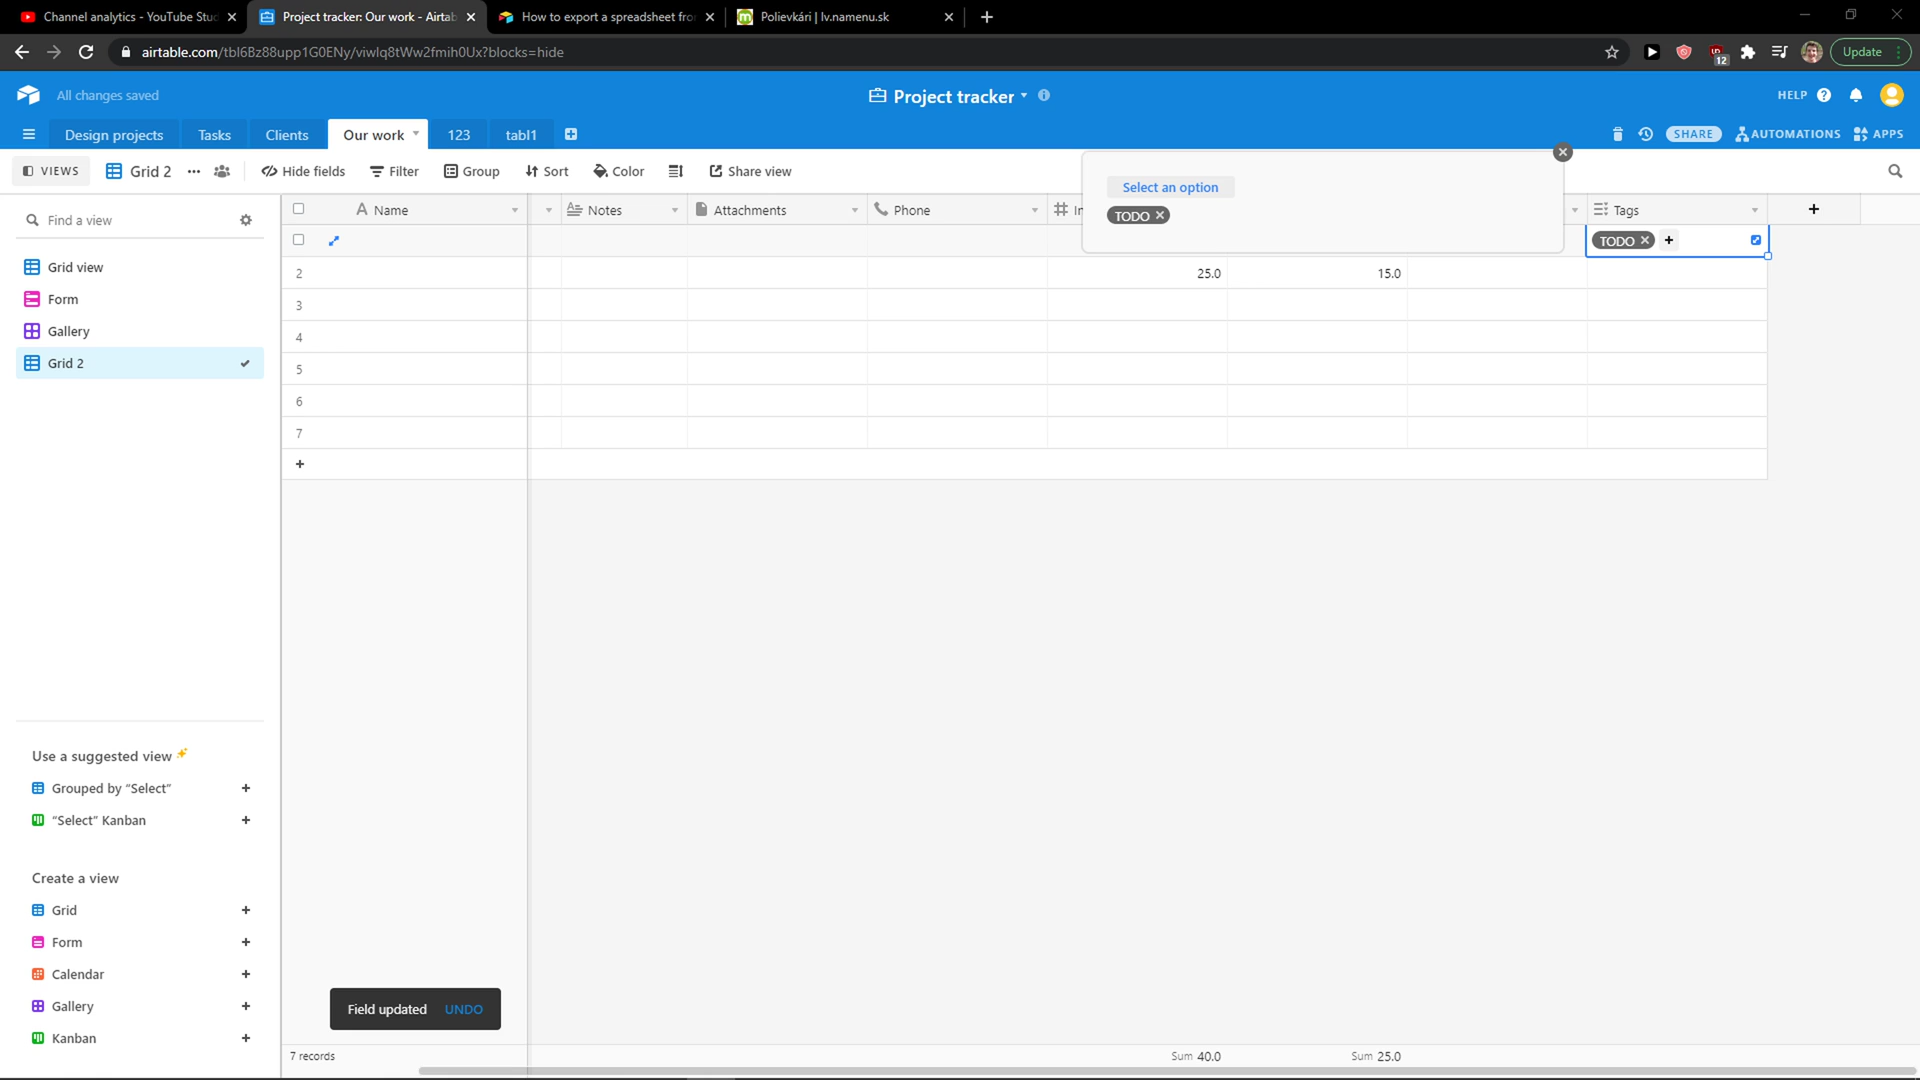 Channel analytics - YouTube Stu
Project tracker: Our work - Airtab
How to export a spreadsheet fro
Polievkári | lv.namenu.sk
airtable.com/tbl6Bz88upp1G0ENy/viwlq8tWw2fmih0Ux?blocks=hide
12
Update
All changes saved
Project tracker
HELP
Design projects
Tasks
Clients
Our work
123
tabl1
SHARE
AUTOMATIONS
APPS
VIEWS
Grid 2
Hide fields
Filter
Group
Sort
Color
Share view
Select an option
TODO
Find a view
Name
Notes
Attachments
Phone
In
Tags
TODO
Grid view
Form
Gallery
Grid 2
2
25.0
15.0
3
4
5
6
7
Use a suggested view
Grouped by “Select”
“Select” Kanban
Create a view
Grid
Form
Calendar
Gallery
Kanban
Field updated
UNDO
7 records
Sum 40.0
Sum 25.0